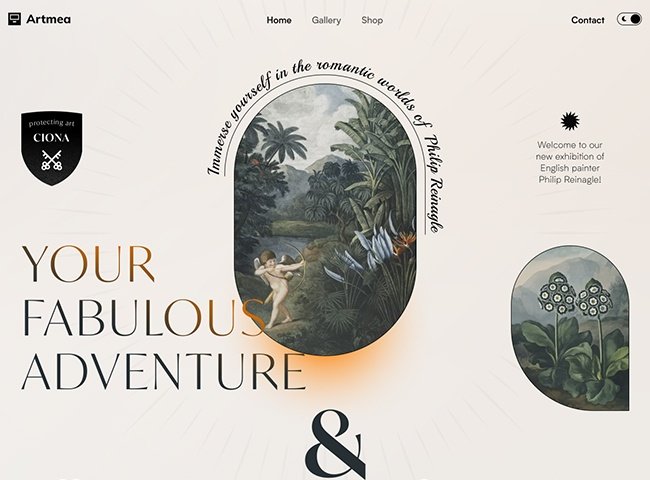 Artmea
Home
Gallery
Shop
Contact
Immerse yourself in the romantic worlds of Philip Reinagle
protecting art
CIONA
Welcome to our
new exhibition of
English painter
Philip Reinagle!
YOUR
FABULOUS
ADVENTURE
&